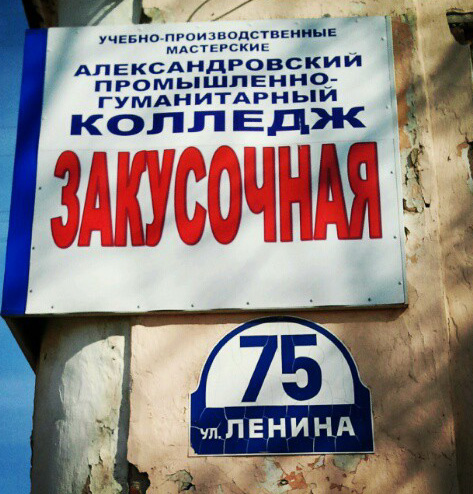 УЧЕБНО-ПРОИЗВОДСТВЕННЫЕ
МАСТЕРСКИЕ
АЛЕКСАНДРОВСКИЙ
ПРОМЫШЛЕННО-
ГУМАНИТАРНЫЙ
КОЛЛЕДЖ
ЗАКУСОЧНАЯ
75
УЛ. ЛЕНИНА